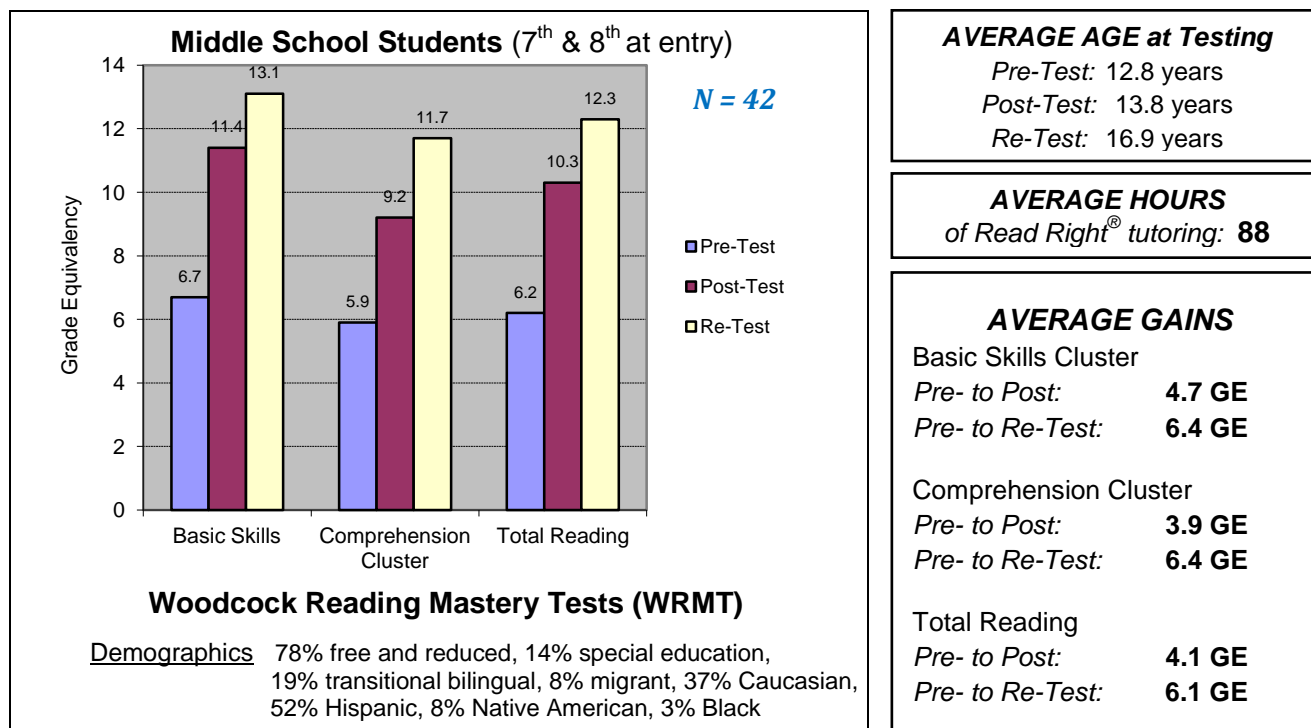 Middle School Students (7th & 8th at entry)
N = 42
Grade Equivalency
14
12
10
8
6
4
2
0
6.7
11.4
13.1
5.9
9.2
11.7
6.2
10.3
12.3
Basic Skills
Comprehension
Cluster
Total Reading
Pre-Test
Post-Test
Re-Test
Woodcock Reading Mastery Tests (WRMT)
Demographics 78% free and reduced, 14% special education,
19% transitional bilingual, 8% migrant, 37% Caucasian,
52% Hispanic, 8% Native American, 3% Black
AVERAGE AGE at Testing
Pre-Test: 12.8 years
Post-Test: 13.8 years
Re-Test: 16.9 years
AVERAGE HOURS
of Read Right® tutoring: 88
AVERAGE GAINS
Basic Skills Cluster
Pre- to Post: 4.7 GE
Pre- to Re-Test: 6.4 GE
Comprehension Cluster
Pre- to Post: 3.9 GE
Pre- to Re-Test: 6.4 GE
Total Reading
Pre- to Post: 4.1 GE
Pre- to Re-Test: 6.1 GE